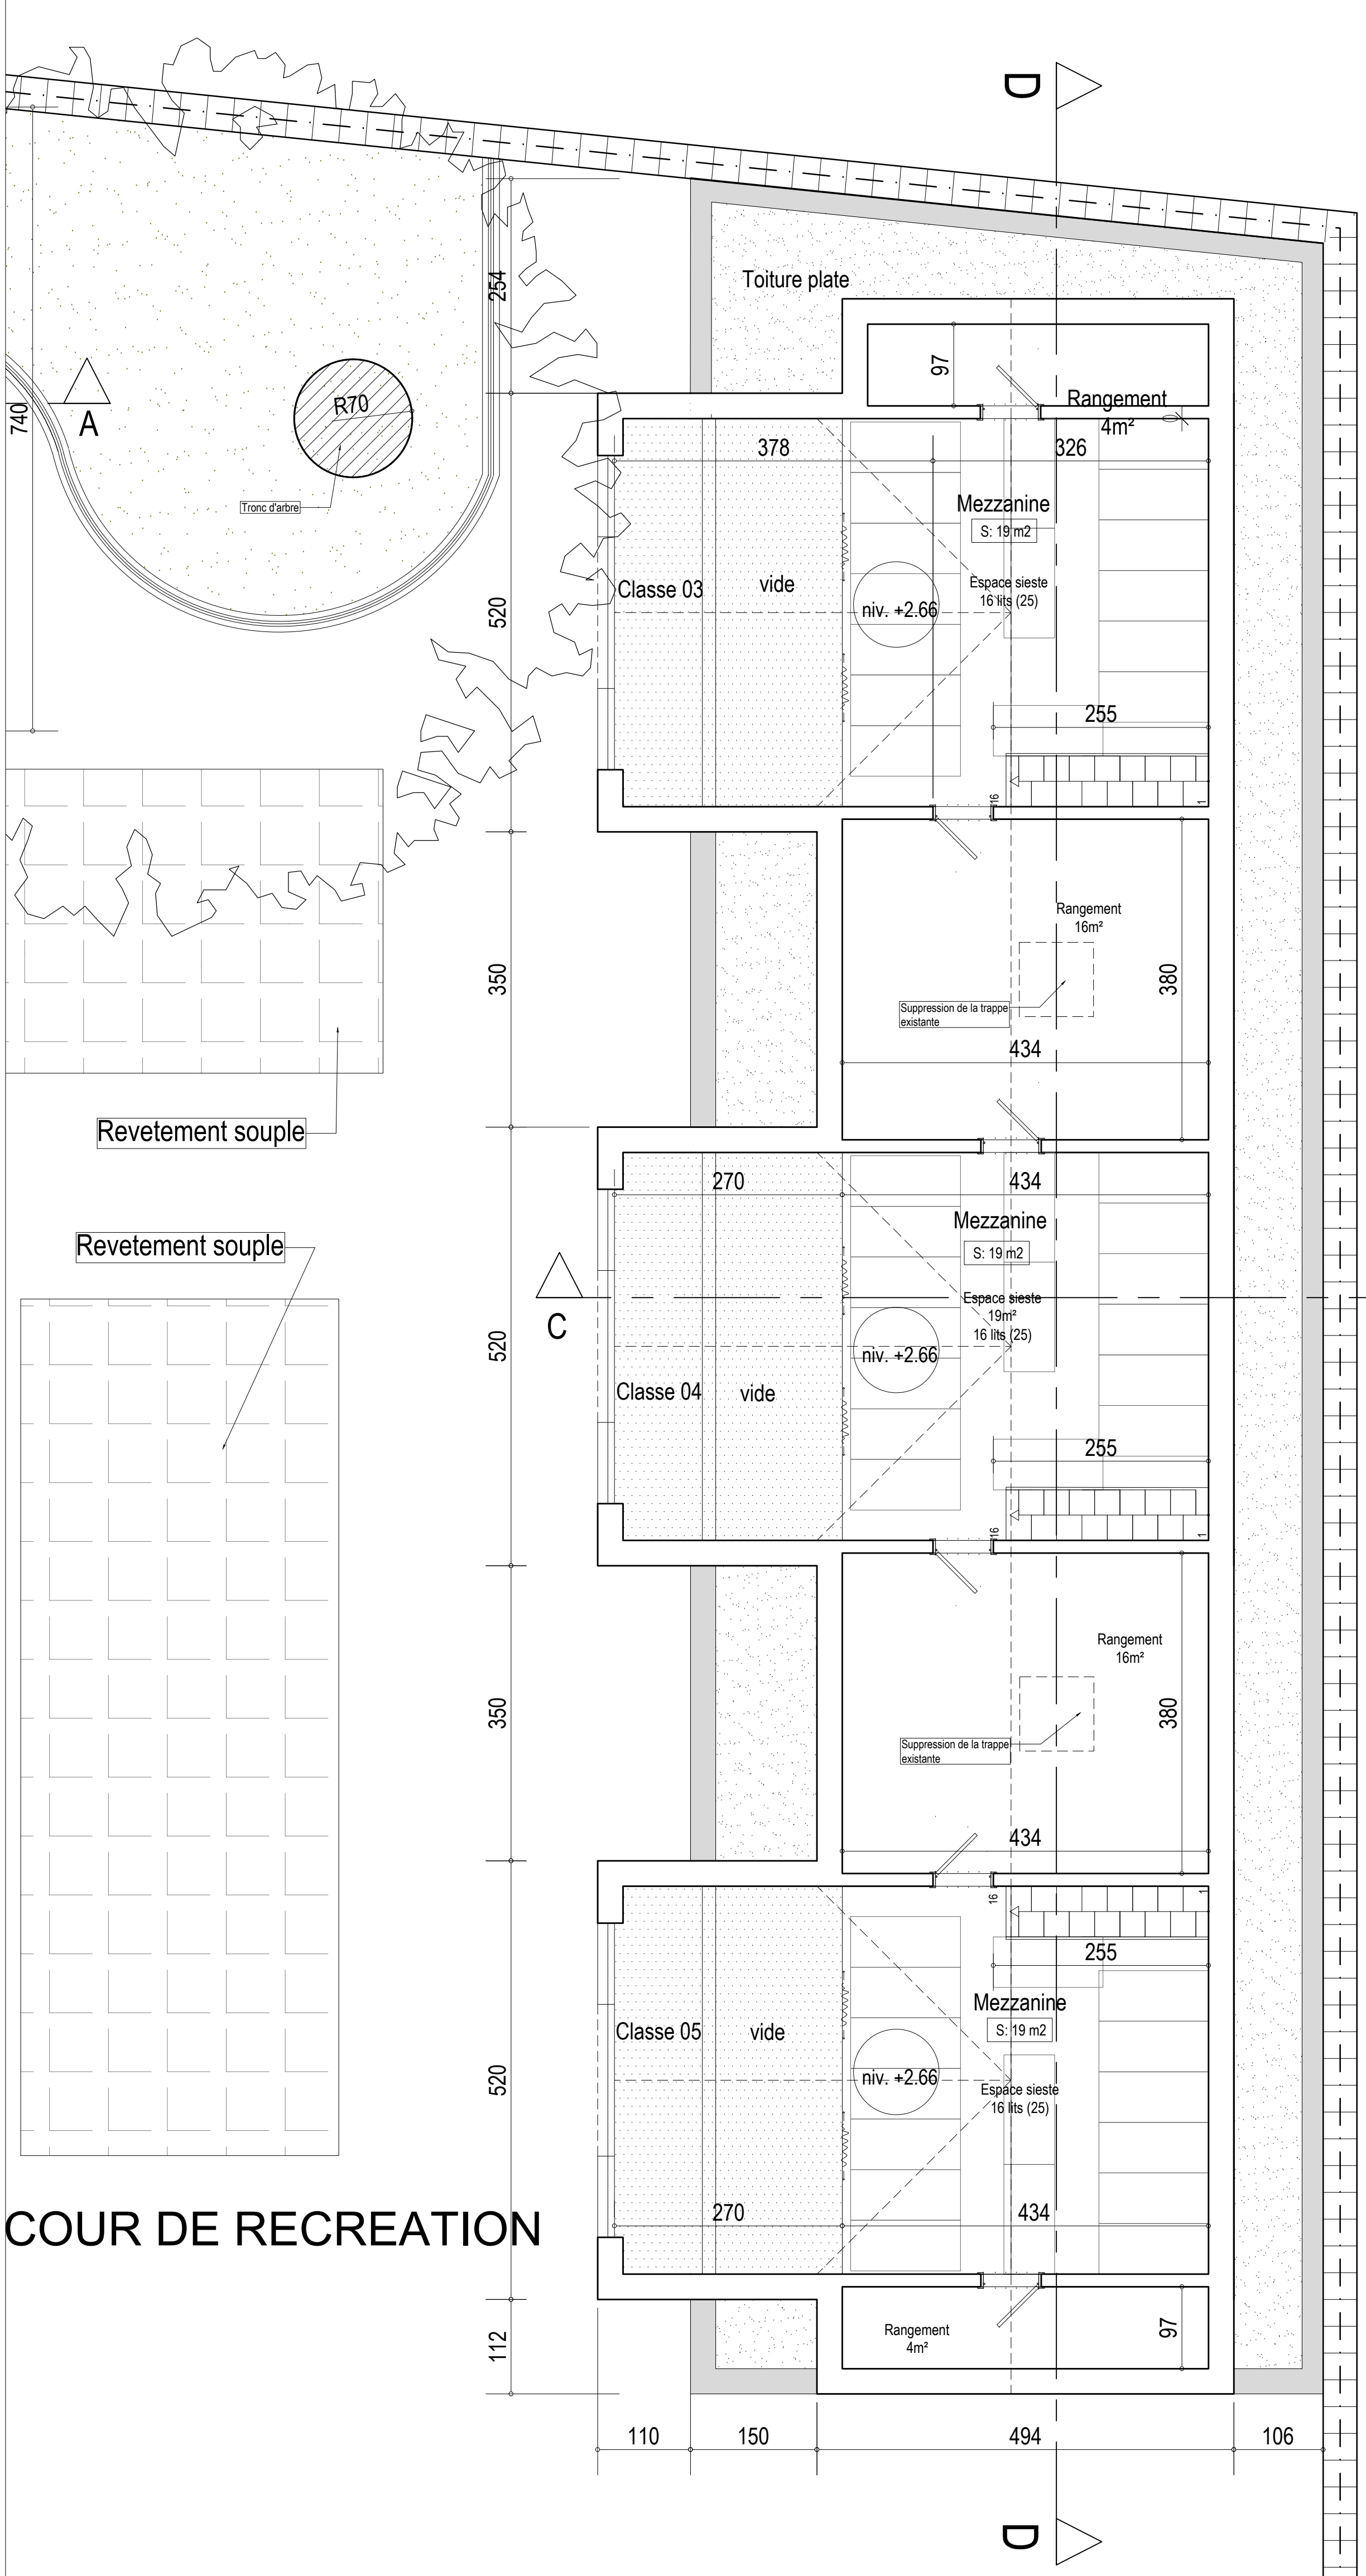 D
254
Toiture plate
97
Rangement
4m²
740
A
R70
Tronc d'arbre
378
326
Mezzanine
S: 19 m2
520
Classe 03
vide
niv. +2.66
Espace sieste
16 lits (25)
255
16
1
Rangement
16m²
350
380
Suppression de la trappe
existante
434
Revetement souple
270
434
Mezzanine
S: 19 m2
Revetement souple
C
520
Espace sieste
19m²
16 lits (25)
niv. +2.66
Classe 04
vide
255
16
1
Rangement
16m²
350
380
Suppression de la trappe
existante
434
16
1
255
Mezzanine
S: 19 m2
Classe 05
vide
520
niv. +2.66
Espace sieste
16 lits (25)
270
434
COUR DE RECREATION
112
Rangement
4m²
97
110
150
494
106
D